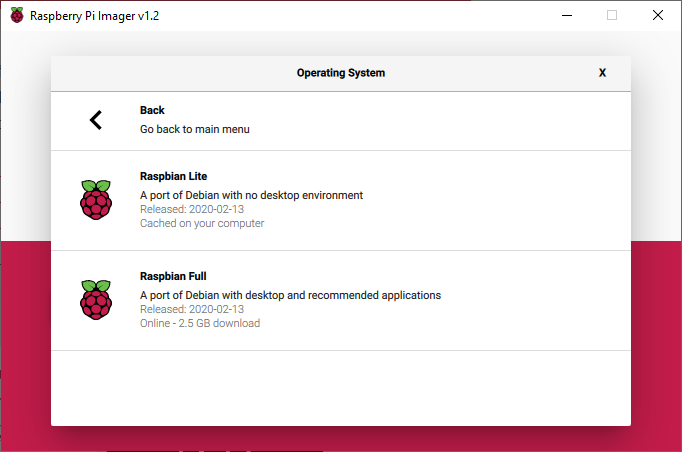 Raspberry Pi Imager v1.2
Operating System
X
Back
Go back to main menu
Raspbian Lite
A port of Debian with no desktop environment
Released: 2020-02-13
Cached on your computer
Raspbian Full
A port of Debian with desktop and recommended applications
Released: 2020-02-13
Online - 2.5 GB download